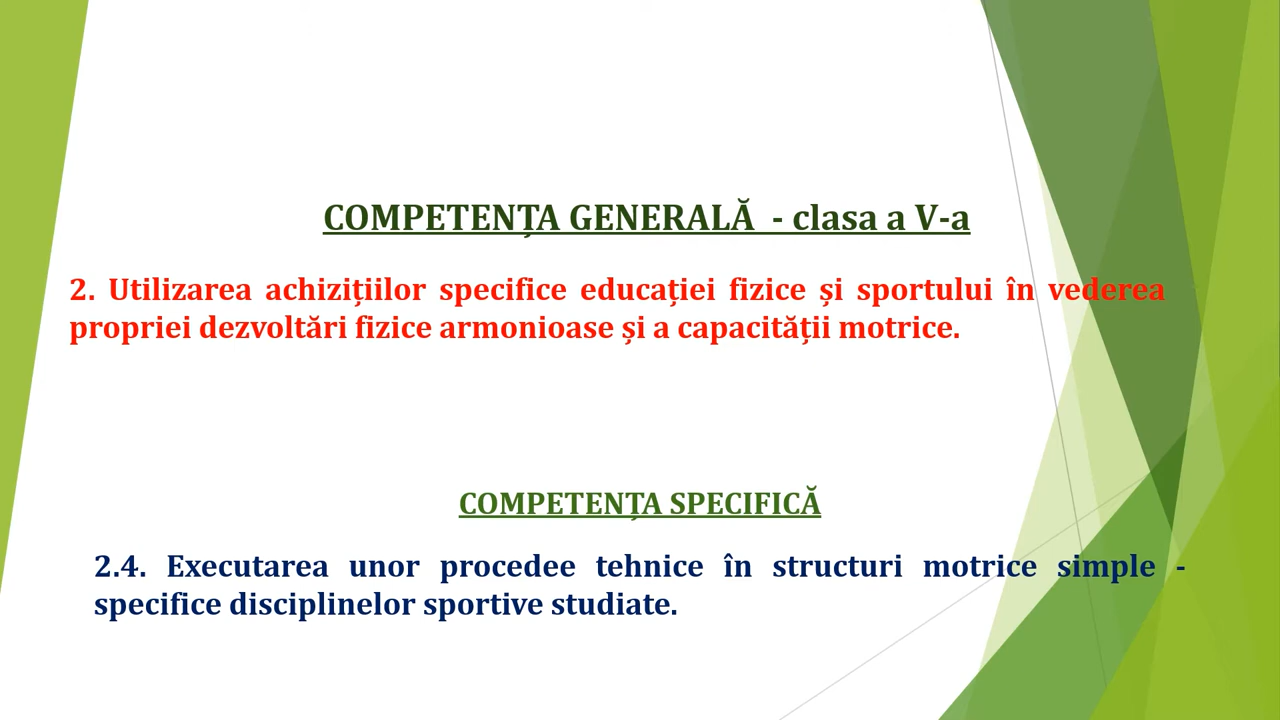 COMPETENȚA GENERALĂ - clasa a V-a
2. Utilizarea achizițiilor specifice educației fizice și sportului în vederea
propriei dezvoltări fizice armonioase și a capacității motrice.
COMPETENȚA SPECIFICĂ
2.4. Executarea unor procedee tehnice în structuri motrice simple -
specifice disciplinelor sportive studiate.